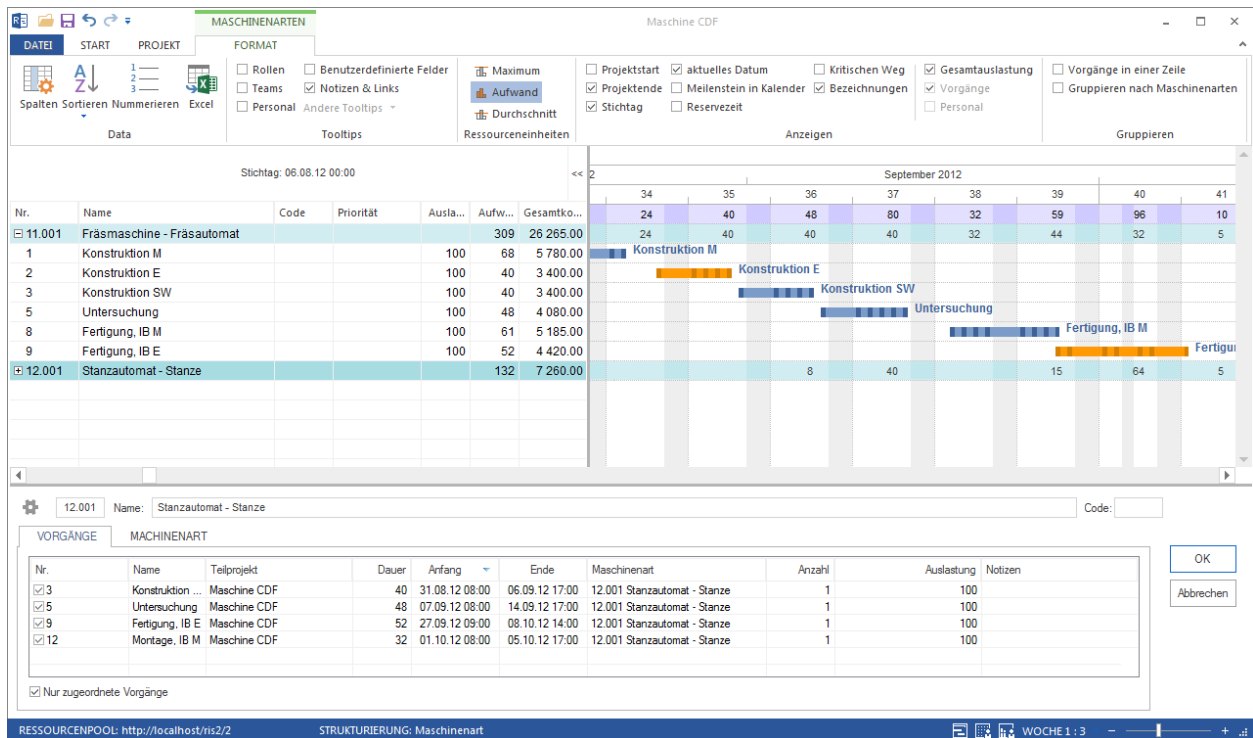 MASCHINENARTEN Maschine CDF
DATEI START PROJEKT FORMAT
Rollen Benutzerdefinierte Felder Maximum Projektstart aktuelles Datum Kritischen Weg Gesamtauslastung Vorgänge in einer Zeile
Teams Notizen & Links Aufwand Projektende Meilenstein in Kalender Bezeichnungen Vorgänge Gruppieren nach Maschinenarten
Spalten Sortieren Nummerieren Excel Personal Andere Tooltips Durchschnitt Stichtag Reservezeit Personal
Data Tooltips Ressourceneinheiten Anzeigen Gruppieren
Stichtag: 06.08.12 00:00 << 2 September 2012
34 35 36 37 38 39 40 41
Nr. Name Code Priorität Ausla... Aufw... Gesamtko... 24 40 48 80 32 59 96 10
11.001 Fräsmaschine - Fräsautomat 309 26 265.00 24 40 40 40 32 44 32 5
1 Konstruktion M 100 68 5 780.00 Konstruktion M
2 Konstruktion E 100 40 3 400.00 Konstruktion E
3 Konstruktion SW 100 40 3 400.00 Konstruktion SW
5 Untersuchung 100 48 4 080.00 Untersuchung
8 Fertigung, IB M 100 61 5 185.00 Fertigung, IB M
9 Fertigung, IB E 100 52 4 420.00 Fertigu
12.001 Stanzautomat - Stanze 132 7 260.00 8 40 15 64 5
12.001 Name: Stanzautomat - Stanze Code:
VORGÄNGE MACHINENART
Nr. Name Teilprojekt Dauer Anfang Ende Maschinenart Anzahl Auslastung Notizen
3 Konstruktion ... Maschine CDF 40 31.08.12 08:00 06.09.12 17:00 12.001 Stanzautomat - Stanze 1 100
5 Untersuchung Maschine CDF 48 07.09.12 08:00 14.09.12 17:00 12.001 Stanzautomat - Stanze 1 100
9 Fertigung, IB E Maschine CDF 52 27.09.12 09:00 08.10.12 14:00 12.001 Stanzautomat - Stanze 1 100
12 Montage, IB M Maschine CDF 32 01.10.12 08:00 05.10.12 17:00 12.001 Stanzautomat - Stanze 1 100
OK
Abbrechen
Nur zugeordnete Vorgänge
RESSOURCENPOOL: http://localhost/ris2/2 STRUKTURIERUNG: Maschinenart WOCHE 1 : 3